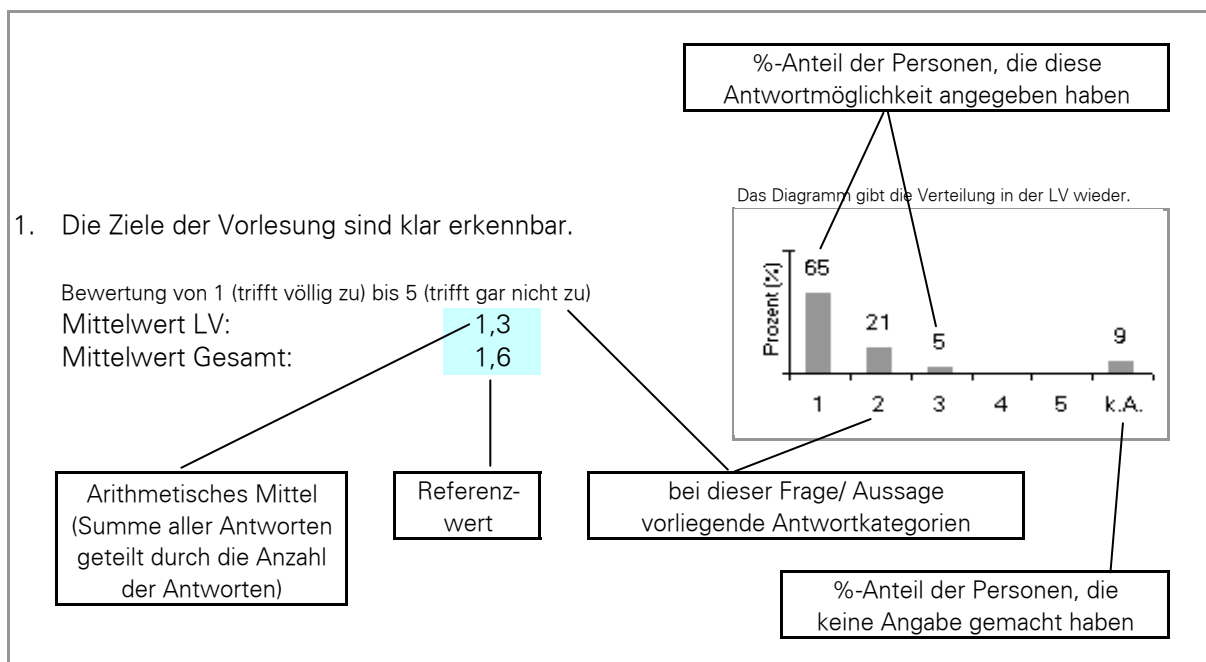 %-Anteil der Personen, die diese
Antwortmöglichkeit angegeben haben
Das Diagramm gibt die Verteilung in der LV wieder.
1. Die Ziele der Vorlesung sind klar erkennbar.
Bewertung von 1 (trifft völlig zu) bis 5 (trifft gar nicht zu)
Mittelwert LV: 1,3
Mittelwert Gesamt: 1,6
Prozent (%)
65
21
5
9
1 2 3 4 5 k.A.
Arithmetisches Mittel
(Summe aller Antworten
geteilt durch die Anzahl
der Antworten)
Referenz-
wert
bei dieser Frage/ Aussage
vorliegende Antwortkategorien
%-Anteil der Personen, die
keine Angabe gemacht haben